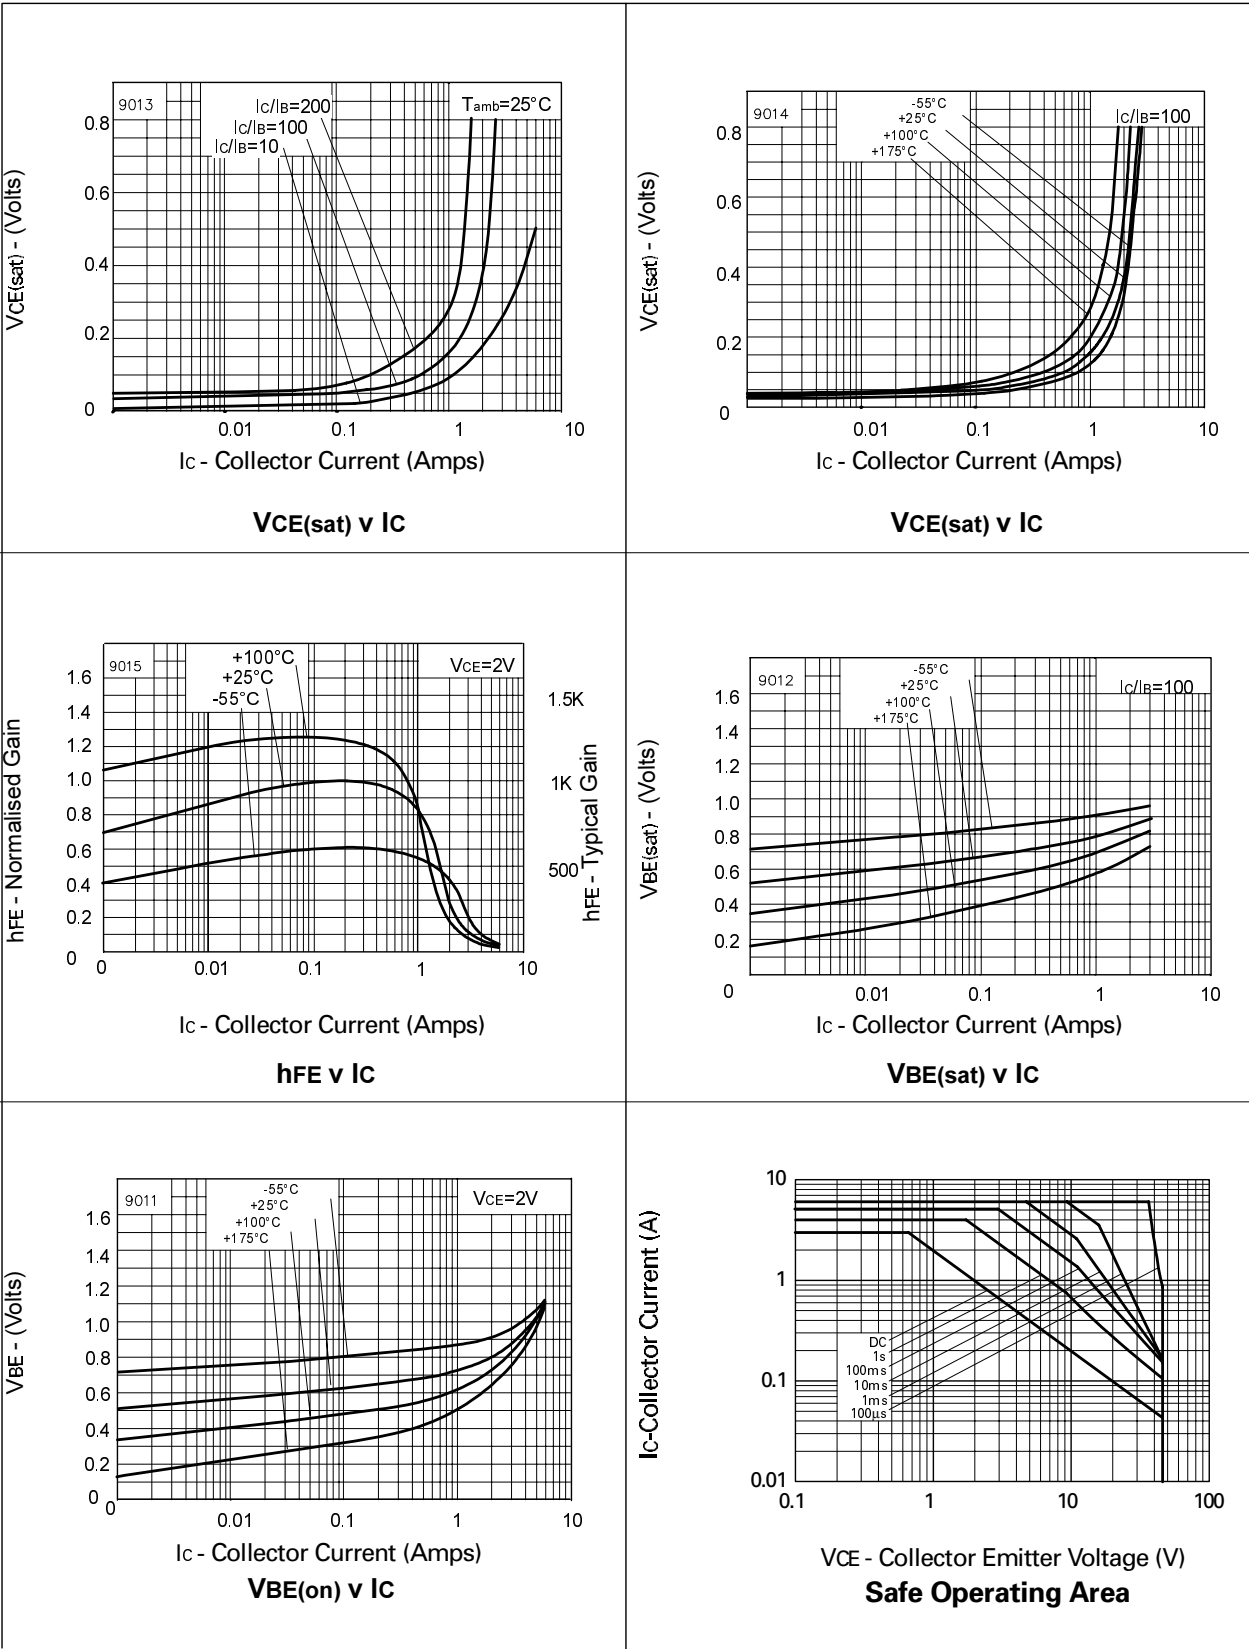 9013
IC/IB=200
IC/IB=100
IC/IB=10
Tamb=25°C
0.8
0.6
0.4
0.2
0
0.01
0.1
1
10
VCE(sat) - (Volts)
IC - Collector Current (Amps)
VCE(sat) v IC
9014
-55°C
+25°C
+100°C
+175°C
IC/IB=100
0.8
0.6
0.4
0.2
0
0.01
0.1
1
10
VCE(sat) - (Volts)
IC - Collector Current (Amps)
VCE(sat) v IC
9015
+100°C
+25°C
-55°C
VCE=2V
1.6
1.4
1.2
1.0
0.8
0.6
0.4
0.2
0
0
0.01
0.1
1
10
1.5K
1K
500
hFE - Normalised Gain
hFE - Typical Gain
IC - Collector Current (Amps)
hFE v IC
9012
-55°C
+25°C
+100°C
+175°C
IC/IB=100
1.6
1.4
1.2
1.0
0.8
0.6
0.4
0.2
0
0.01
0.1
1
10
VBE(sat) - (Volts)
IC - Collector Current (Amps)
VBE(sat) v IC
9011
-55°C
+25°C
+100°C
+175°C
VCE=2V
1.6
1.4
1.2
1.0
0.8
0.6
0.4
0.2
0
0
0.01
0.1
1
10
VBE - (Volts)
IC - Collector Current (Amps)
VBE(on) v IC
10
1
0.1
0.01
DC
1s
100ms
10ms
1ms
100µs
0.1
1
10
100
IC-Collector Current (A)
VCE - Collector Emitter Voltage (V)
Safe Operating Area